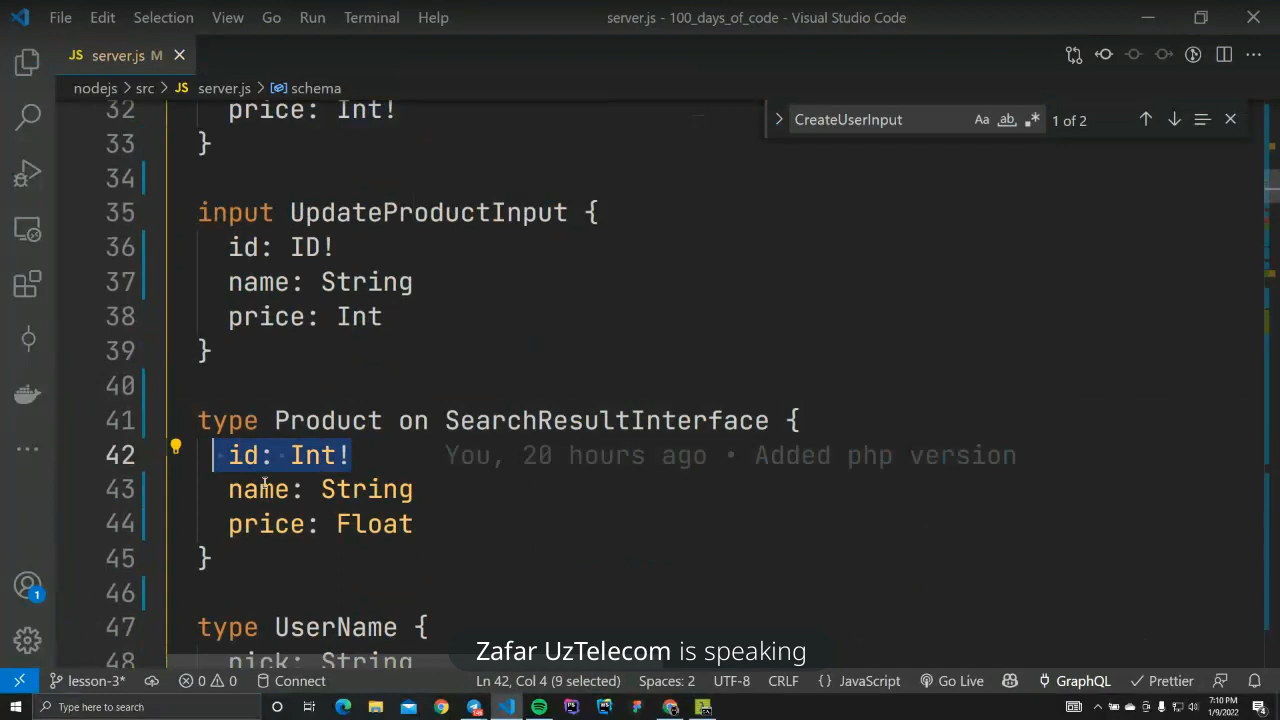 File Edit Selection View Go Run Terminal Help server.js - 100_days_of_code - Visual Studio Code
JS server.js M
nodejs > src > JS server.js > schema
CreateUserInput Aa ab .* 1 of 2
32 price: Int!
33 }
34
35 input UpdateProductInput {
36 id: ID!
37 name: String
38 price: Int
39 }
40
41 type Product on SearchResultInterface {
42 id: Int! You, 20 hours ago • Added php version
43 name: String
44 price: Float
45 }
46
47 type UserName {
48 nick: String
1
Zafar UzTelecom is speaking
lesson-3* 0 0 Connect Ln 42, Col 4 (9 selected) Spaces: 2 UTF-8 CRLF {} JavaScript Go Live GraphQL Prettier
Type here to search ENG 7:10 PM
1/9/2022